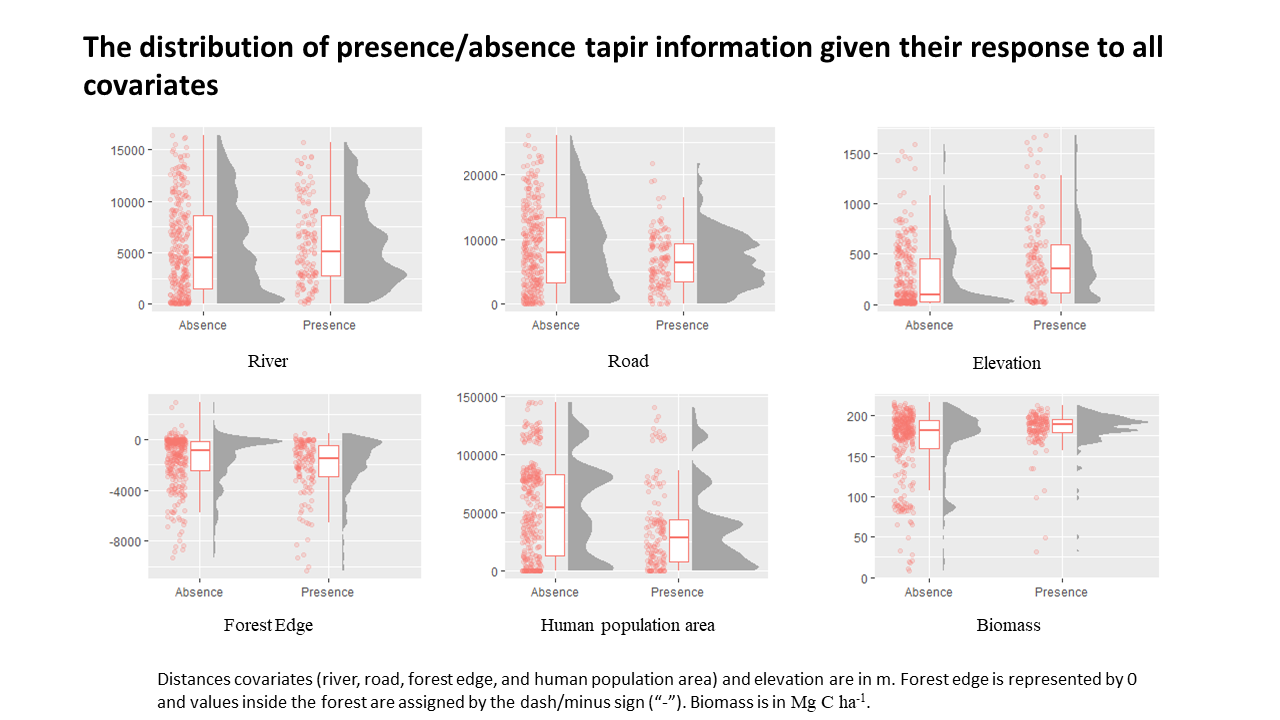 The distribution of presence/absence tapir information given their response to all
covariates
15000
10000
5000
0
Absence Presence
River
20000
10000
0
Absence Presence
Road
1500
1000
500
0
Absence Presence
Elevation
0
-4000
-8000
Absence Presence
Forest Edge
150000
100000
50000
0
Absence Presence
Human population area
200
150
100
50
0
Absence Presence
Biomass
Distances covariates (river, road, forest edge, and human population area) and elevation are in m. Forest edge is represented by 0
and values inside the forest are assigned by the dash/minus sign (“-”). Biomass is in Mg C ha⁻¹.